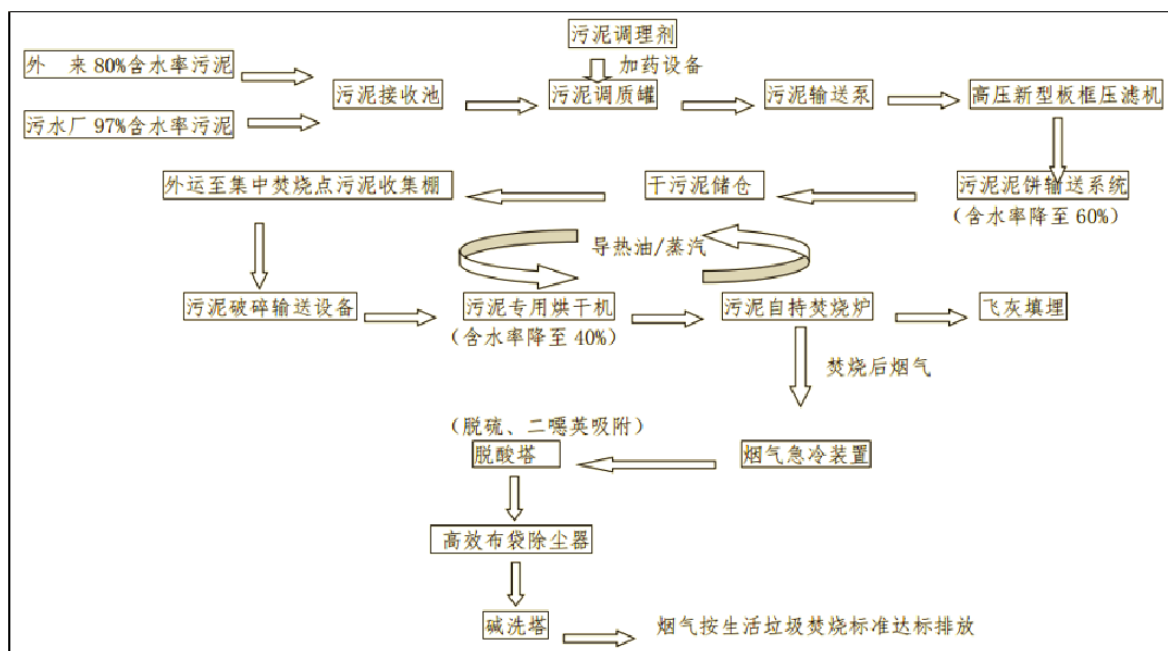 污泥调理剂
外 来 80%含水率污泥
加药设备
污泥接收池
污泥调质罐
污泥输送泵
高压新型板框压滤机
污水厂 97%含水率污泥
外运至集中焚烧点污泥收集棚
干污泥储仓
污泥泥饼输送系统
（含水率降至 60%）
导热油/蒸汽
污泥破碎输送设备
污泥专用烘干机
污泥自持焚烧炉
飞灰填埋
（含水率降至 40%）
焚烧后烟气
（脱硫、二噁英吸附）
脱酸塔
烟气急冷装置
高效布袋除尘器
碱洗塔
烟气按生活垃圾焚烧标准达标排放